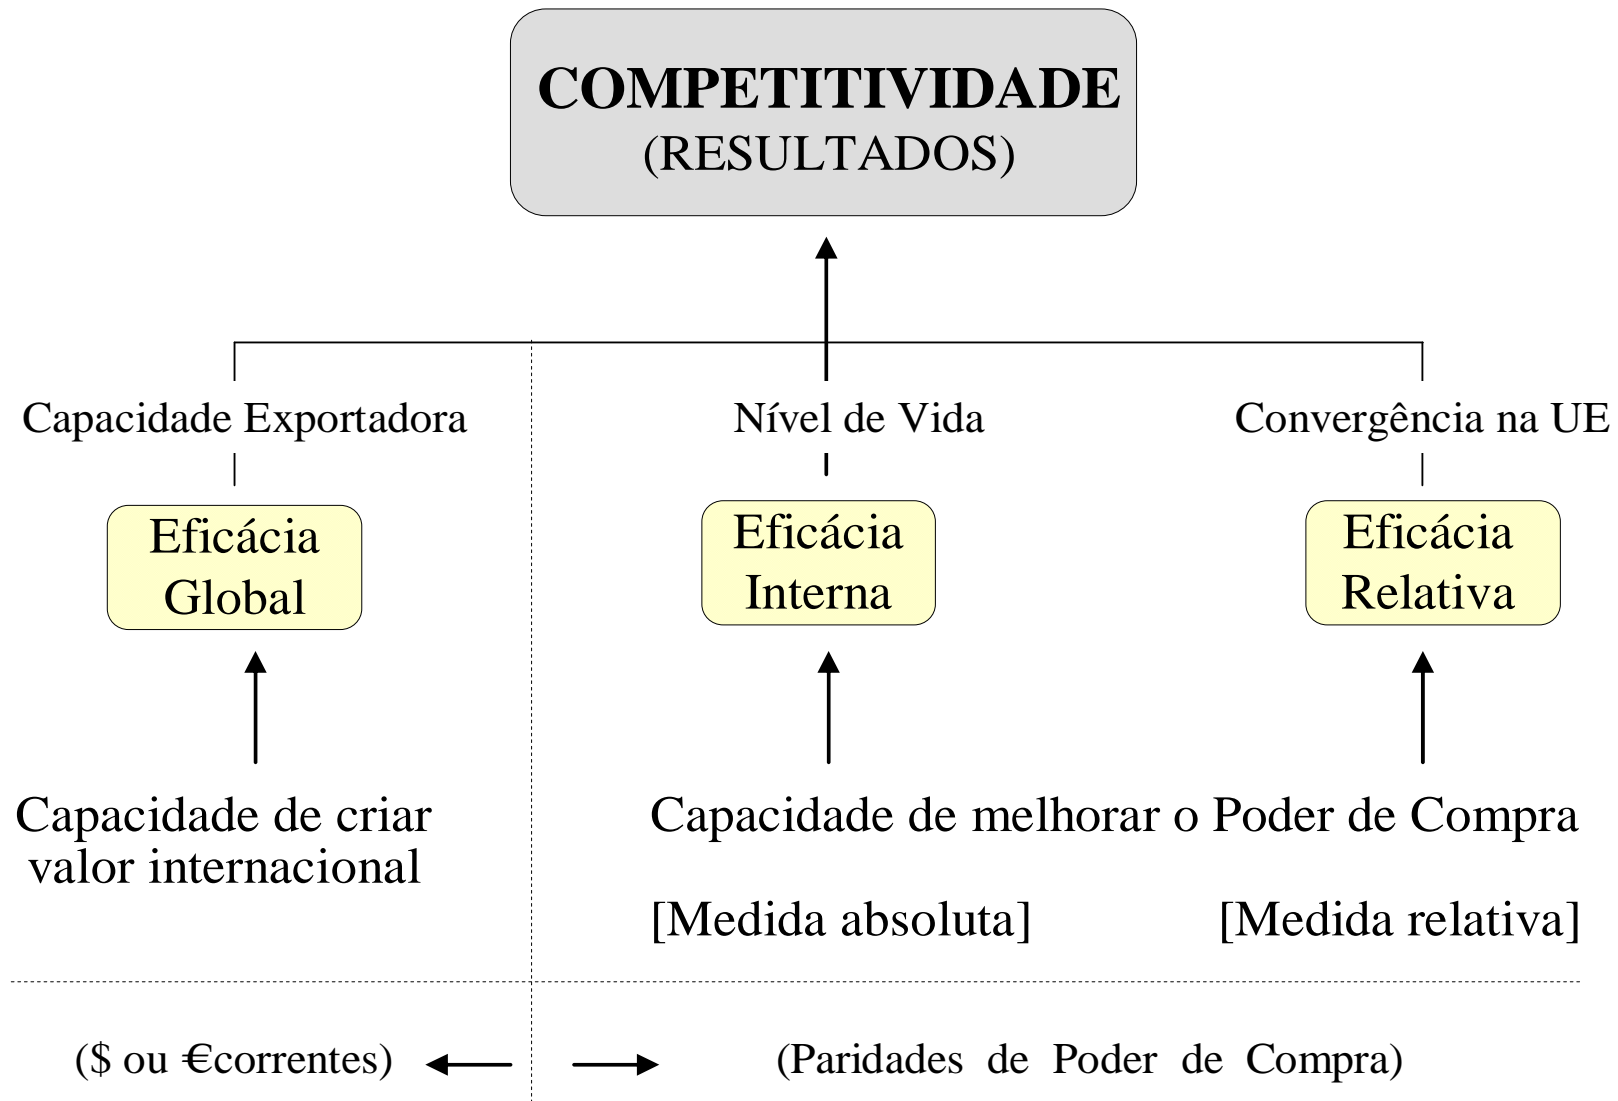 COMPETITIVIDADE
(RESULTADOS)
Capacidade Exportadora
Nível de Vida
Convergência na UE
Eficácia
Global
Eficácia
Interna
Eficácia
Relativa
Capacidade de criar
valor internacional
Capacidade de melhorar o Poder de Compra
[Medida absoluta]
[Medida relativa]
($ ou €correntes)
(Paridades de Poder de Compra)